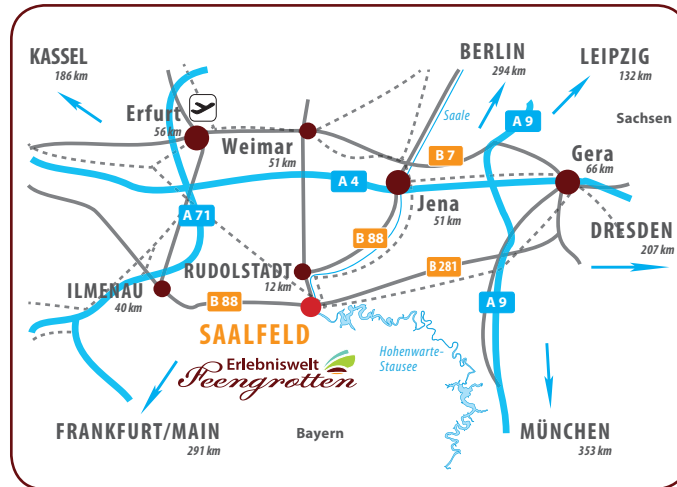 KASSEL
186 km
BERLIN
294 km
LEIPZIG
132 km
Sachsen
Saale
A 9
Erfurt
56 km
Weimar
51 km
B 7
Gera
66 km
A 4
Jena
51 km
A 71
B 88
DRESDEN
207 km
RUDOLSTADT
12 km
B 281
ILMENAU
40 km
B 88
A 9
SAALFELD
Hohenwarte-
Stausee
Erlebniswelt
Feengrotten
FRANKFURT/MAIN
291 km
Bayern
MÜNCHEN
353 km